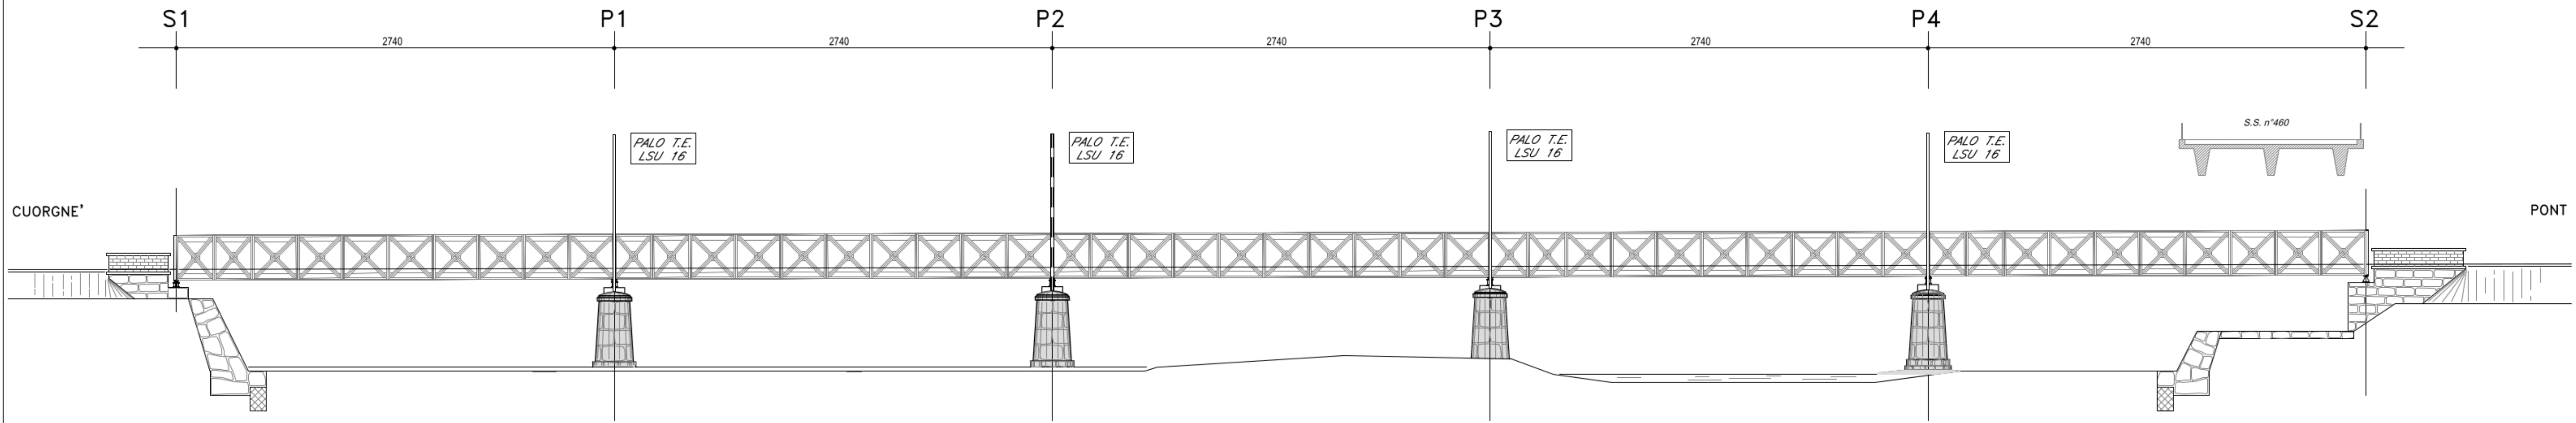 S1 P1 P2 P3 P4 S2
2740 2740 2740 2740 2740
PALO T.E.
LSU 16
PALO T.E.
LSU 16
PALO T.E.
LSU 16
PALO T.E.
LSU 16
S.S. n°460
CUORGNE'
PONT